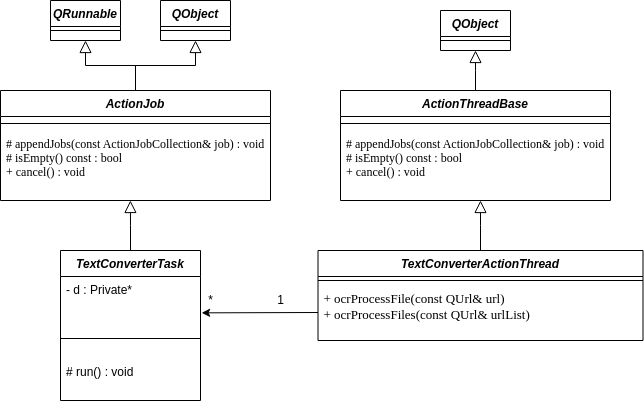 QRunnable
QObject
QObject
ActionJob
# appendJobs(const ActionJobCollection& job) : void
# isEmpty() const : bool
+ cancel() : void
ActionThreadBase
# appendJobs(const ActionJobCollection& job) : void
# isEmpty() const : bool
+ cancel() : void
TextConverterTask
- d : Private*
# run() : void
* 1
TextConverterActionThread
+ ocrProcessFile(const QUrl& url)
+ ocrProcessFiles(const QUrl& urlList)